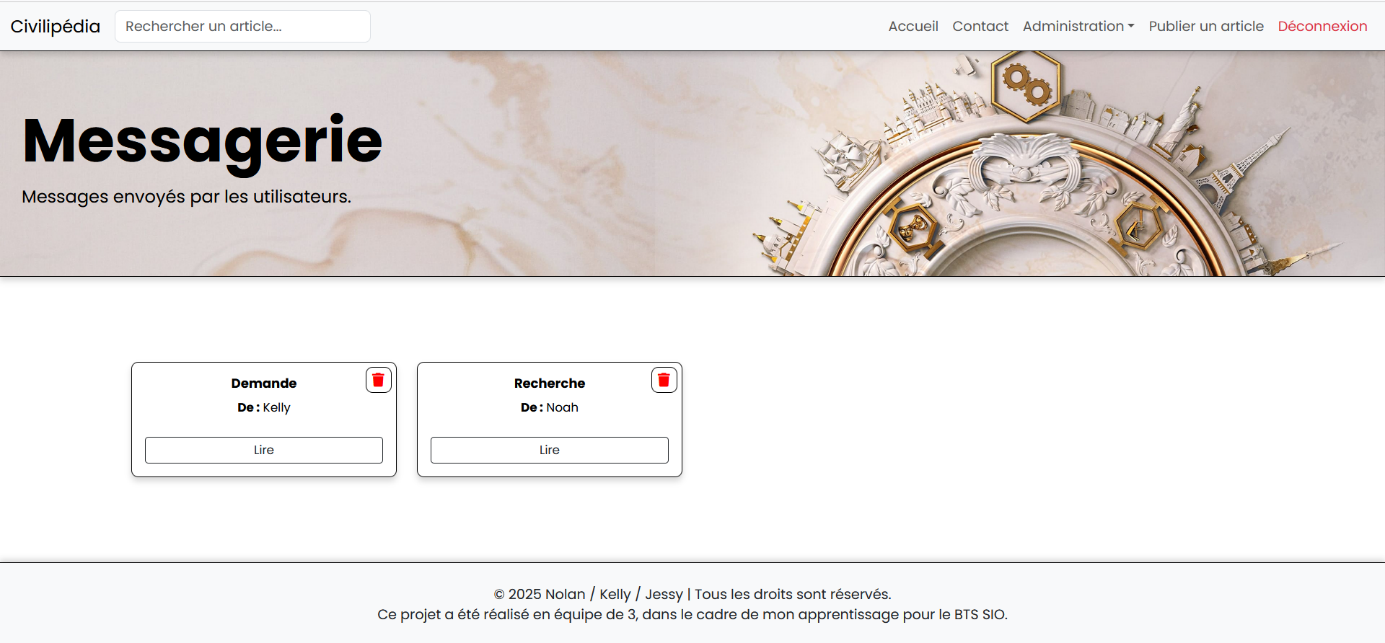 Civilipédia Rechercher un article... Accueil Contact Administration Publier un article Déconnexion
Messagerie
Messages envoyés par les utilisateurs.
Demande
De : Kelly
Lire
Recherche
De : Noah
Lire
© 2025 Nolan / Kelly / Jessy | Tous les droits sont réservés.
Ce projet a été réalisé en équipe de 3, dans le cadre de mon apprentissage pour le BTS SIO.